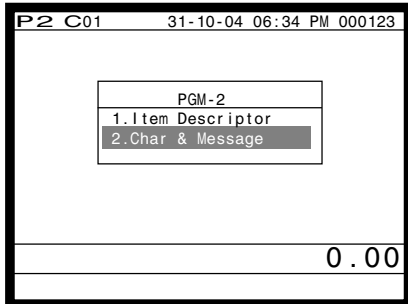 P2 C01 31-10-04 06:34 PM 000123
PGM-2
1.Item Descriptor
2.Char & Message
0.00